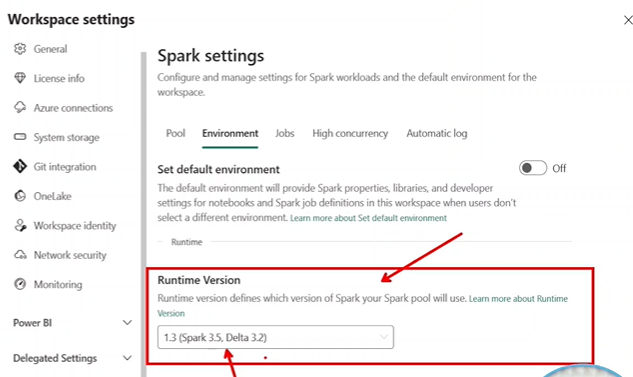 Workspace settings
General
License info
Azure connections
System storage
Git integration
OneLake
Workspace identity
Network security
Monitoring
Power BI
Delegated Settings
Spark settings
Configure and manage settings for Spark workloads and the default environment for the
workspace.
Pool Environment Jobs High concurrency Automatic log
Set default environment
Off
The default environment will provide Spark properties, libraries, and developer
settings for notebooks and Spark job definitions in this workspace when users don't
select a different environment. Learn more about Set default environment
Runtime
Runtime Version
Runtime version defines which version of Spark your Spark pool will use. Learn more about Runtime
Version
1.3 (Spark 3.5, Delta 3.2)